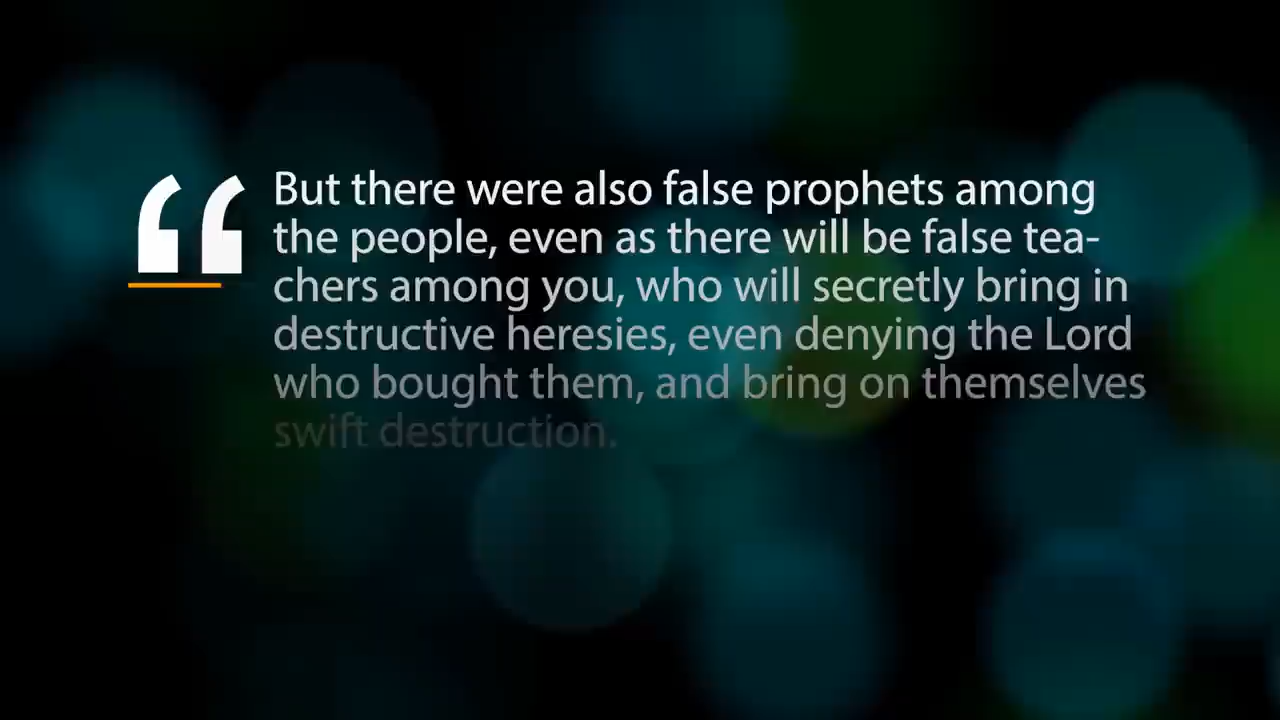 “
But there were also false prophets among
the people, even as there will be false tea-
chers among you, who will secretly bring in
destructive heresies, even denying the Lord
who bought them, and bring on themselves
swift destruction.